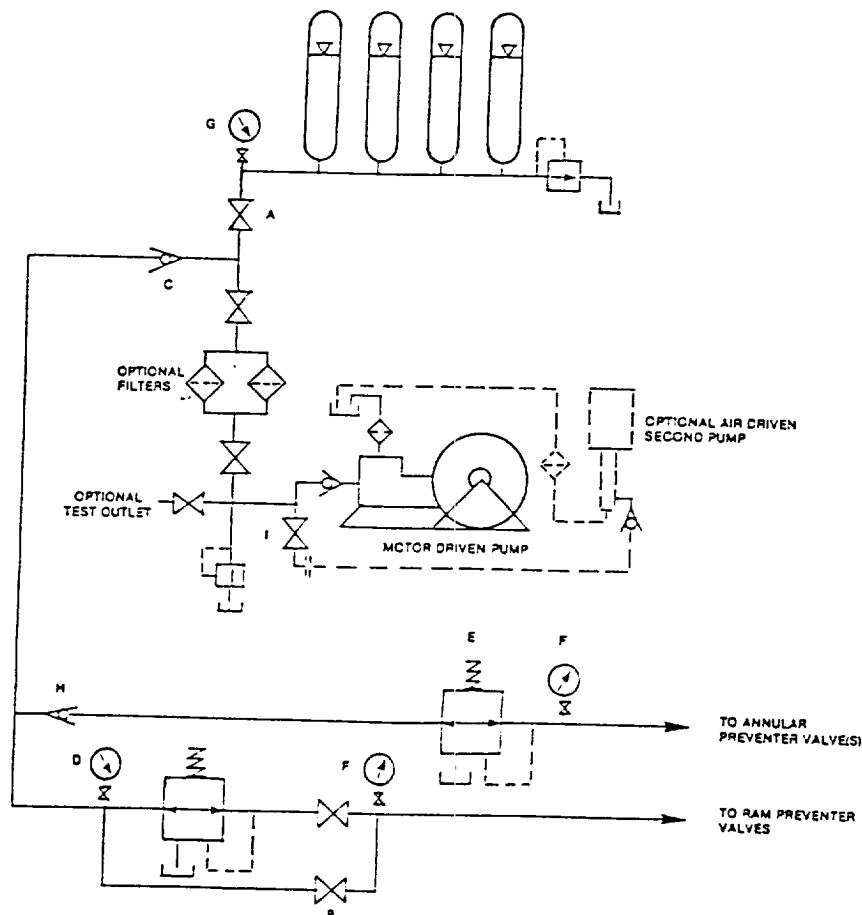 G
A
C
OPTIONAL
FILTERS
OPTIONAL AIR DRIVEN
SECOND PUMP
OPTIONAL
TEST OUTLET
I
MOTOR DRIVEN PUMP
E
F
H
TO ANNULAR
PREVENTER VALVE(S)
D
F
TO RAM PREVENTER
VALVES